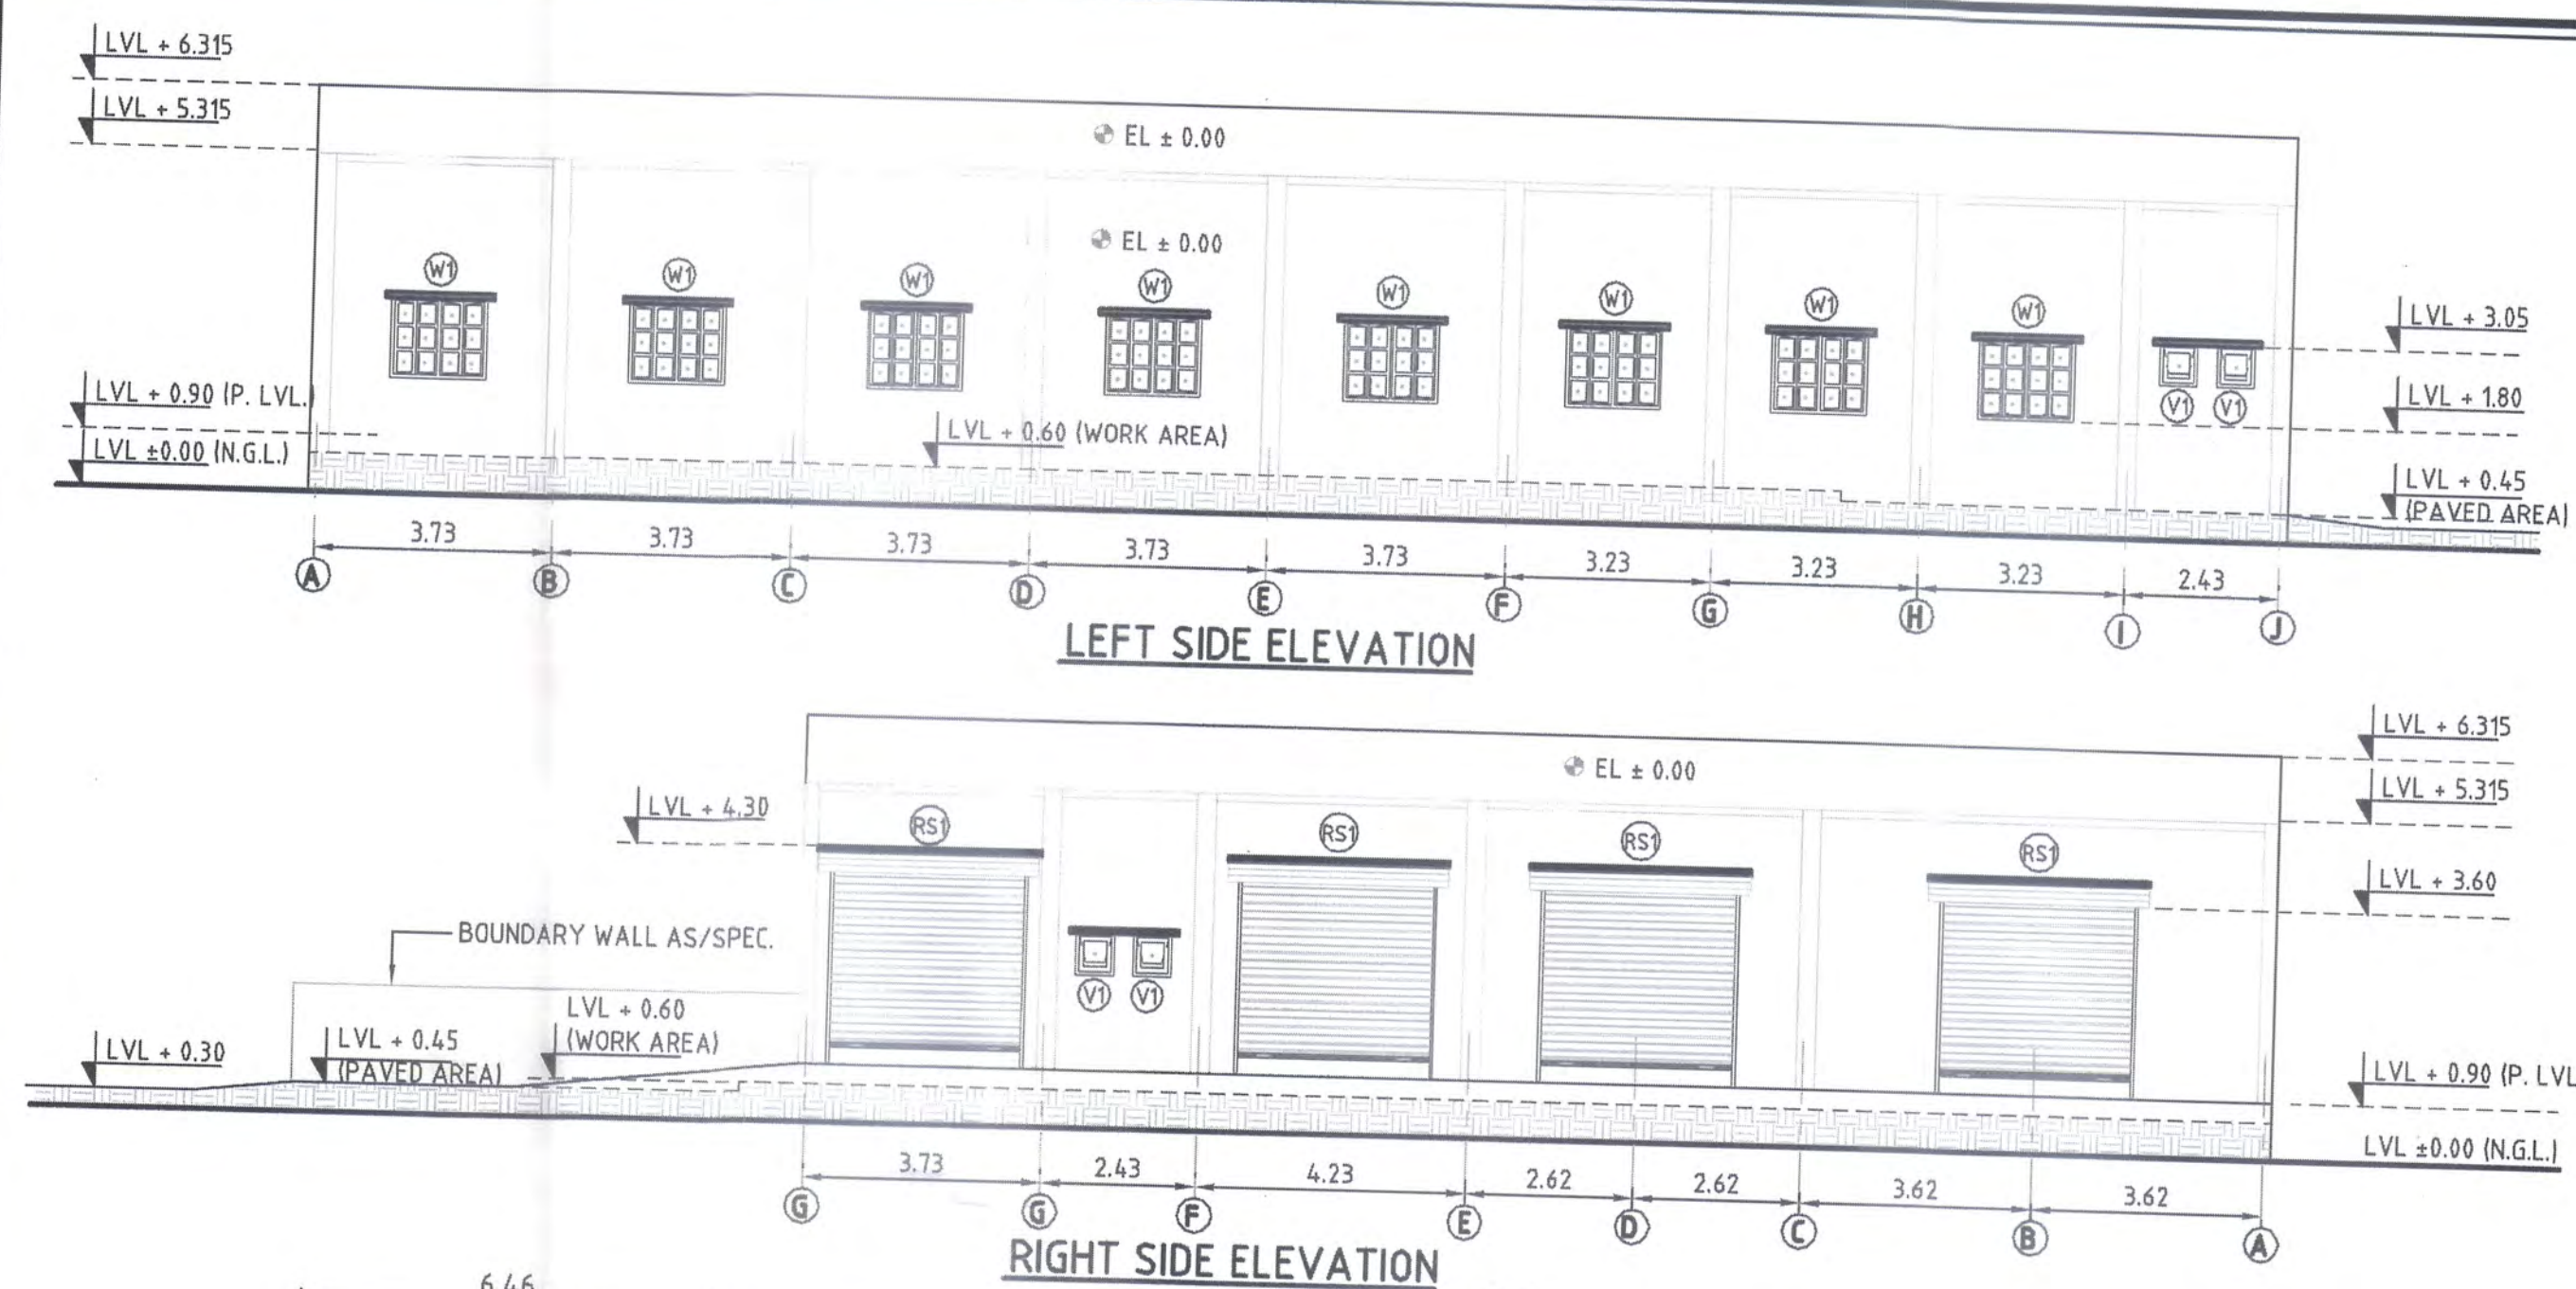 LVL + 6.315
LVL + 5.315
EL ± 0.00
EL ± 0.00
W1 W1 W1 W1 W1 W1 W1 W1
V1 V1
LVL + 3.05
LVL + 1.80
LVL + 0.90 (P. LVL.)
LVL ±0.00 (N.G.L.)
LVL + 0.60 (WORK AREA)
LVL + 0.45
(PAVED AREA)
3.73 3.73 3.73 3.73 3.73 3.23 3.23 3.23 2.43
A B C D E F G H I J
LEFT SIDE ELEVATION
LVL + 6.315
EL ± 0.00
LVL + 5.315
LVL + 4.30
RS1 RS1 RS1 RS1
LVL + 3.60
BOUNDARY WALL AS/SPEC.
V1 V1
LVL + 0.30
LVL + 0.45
(PAVED AREA)
LVL + 0.60
(WORK AREA)
LVL + 0.90 (P. LVL
LVL ±0.00 (N.G.L.)
3.73 2.43 4.23 2.62 2.62 3.62 3.62
G G F E D C B A
RIGHT SIDE ELEVATION